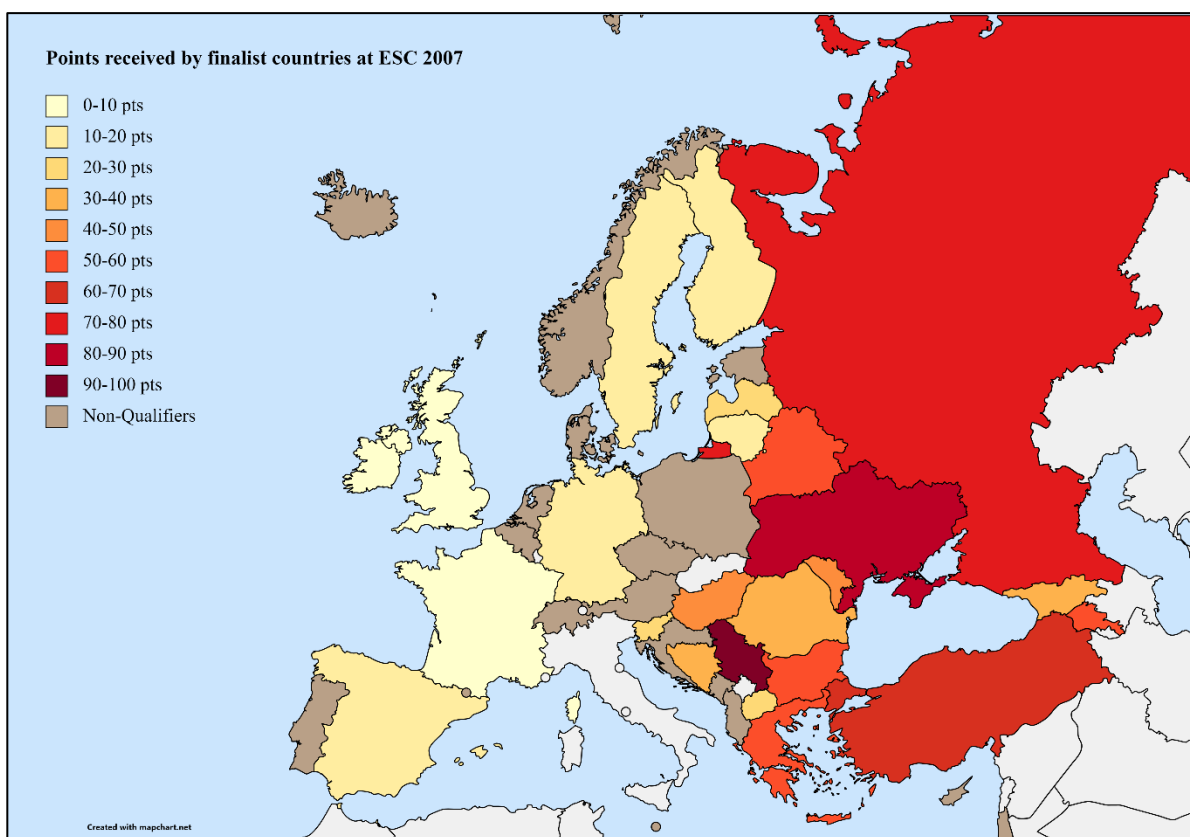 Points received by finalist countries at ESC 2007
0-10 pts
10-20 pts
20-30 pts
30-40 pts
40-50 pts
50-60 pts
60-70 pts
70-80 pts
80-90 pts
90-100 pts
Non-Qualifiers
Created with mapchart.net